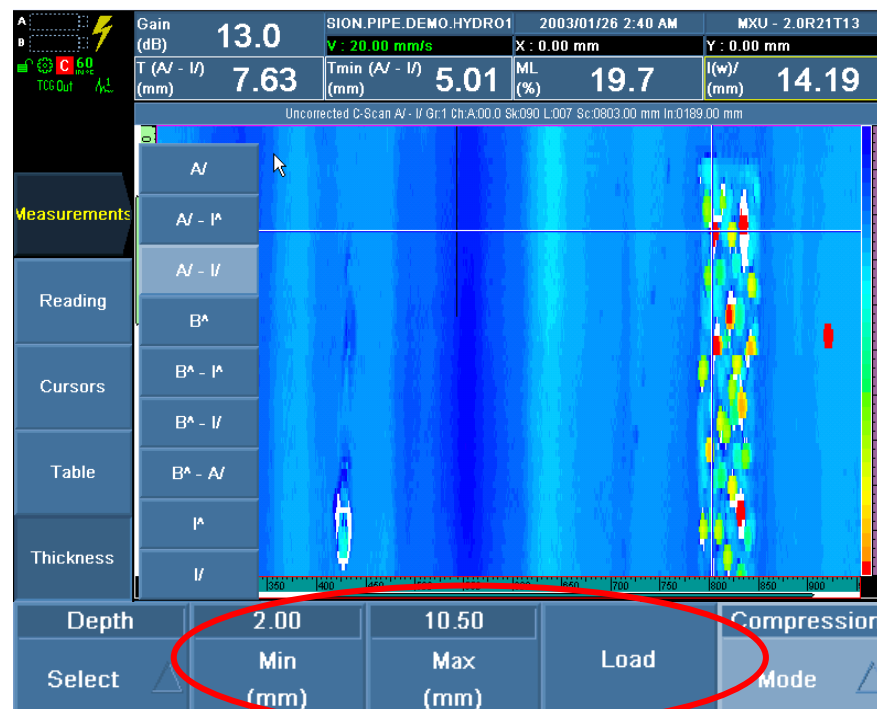 A
B
C 60
TCG Out
Gain
(dB)
13.0
SION.PIPE.DEMO.HYDRO1
2003/01/26 2:40 AM
MXU - 2.0R21T13
V : 20.00 mm/s
X : 0.00 mm
Y : 0.00 mm
T (A/ - I/)
(mm)
7.63
Tmin (A/ - I/)
(mm)
5.01
ML
(%)
19.7
I(w)/
(mm)
14.19
Uncorrected C-Scan A/ - I/ Gr:1 Ch:A:00.0 Sk:090 L:007 Sc:0803.00 mm In:0189.00 mm
0
Measurements
Reading
Cursors
Table
Thickness
A/
A/ - I^
A/ - I/
B^
B^ - I^
B^ - I/
B^ - A/
I^
I/
350 400 450 650 700 750 800 850 900
Depth
Select
2.00
Min
(mm)
10.50
Max
(mm)
Load
Compression
Mode